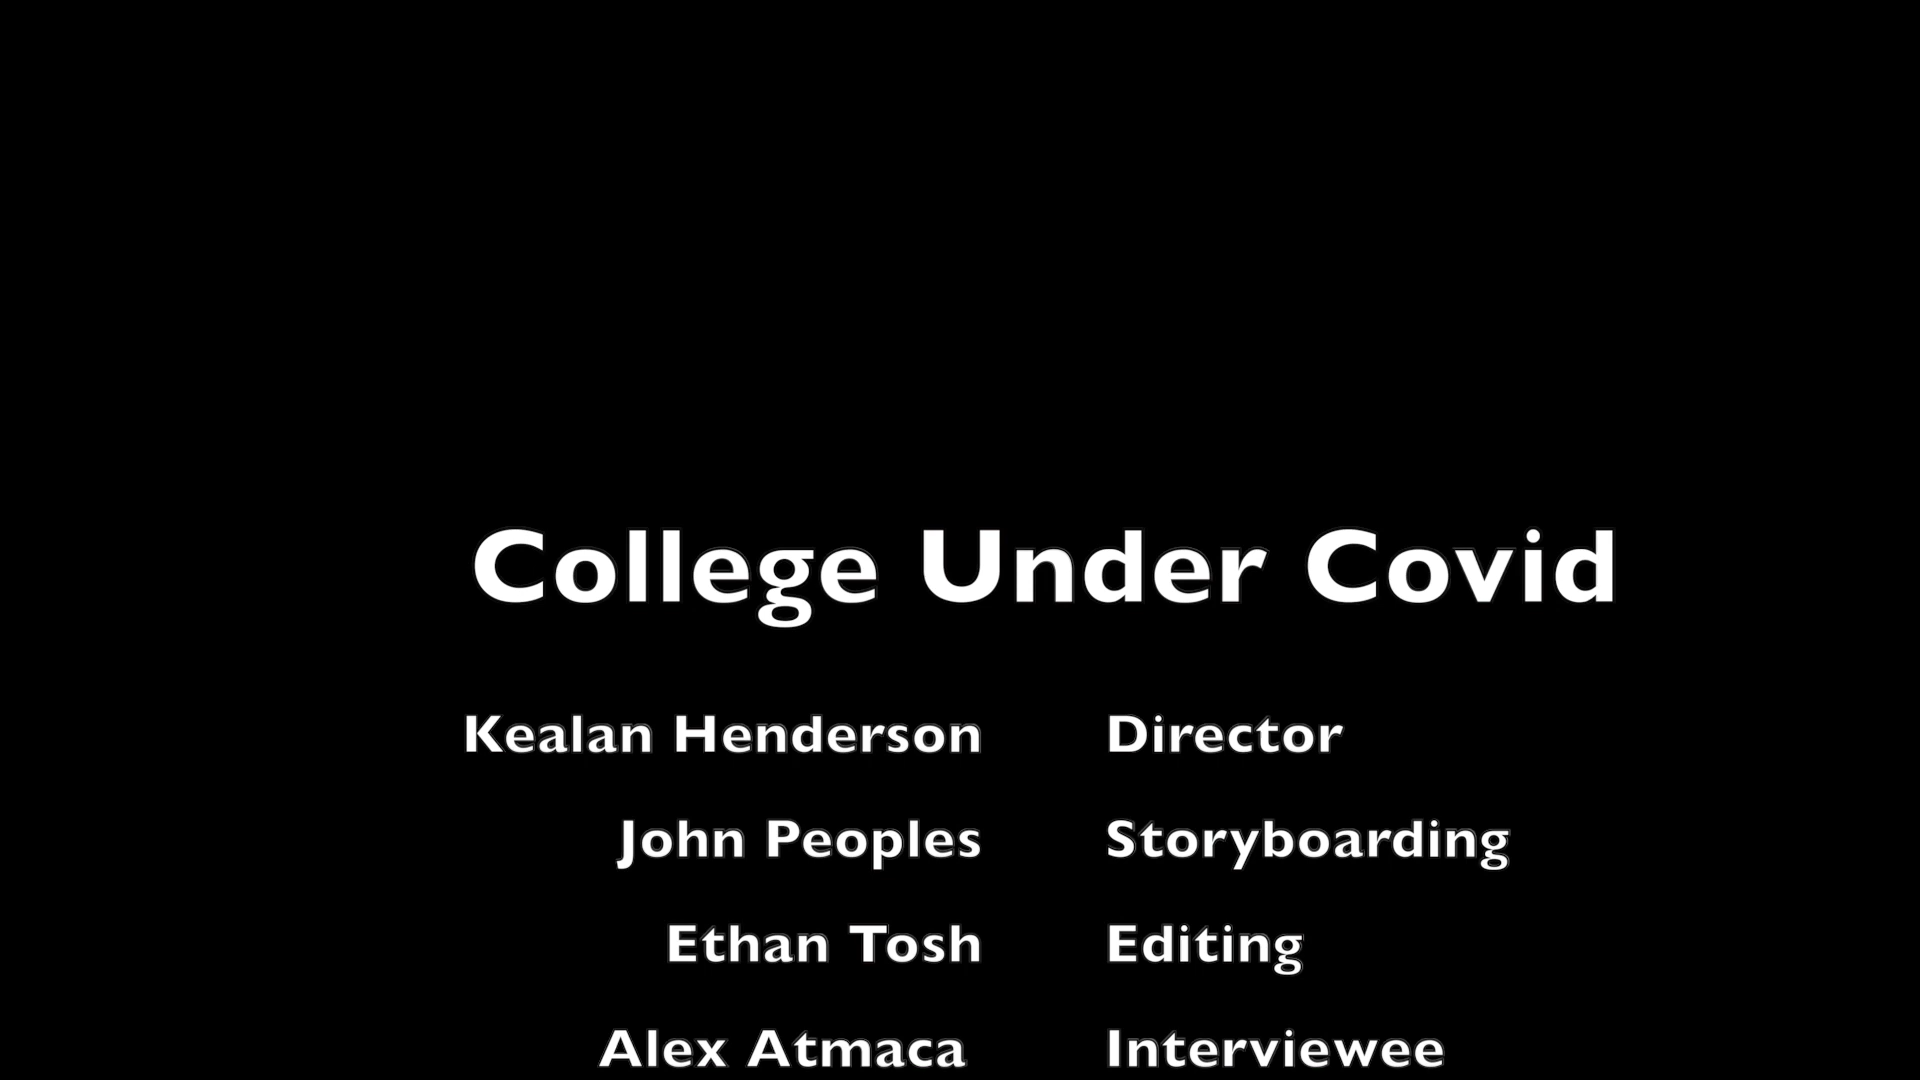 College Under Covid
Kealan Henderson Director
John Peoples Storyboarding
Ethan Tosh Editing
Alex Atmaca Interviewee